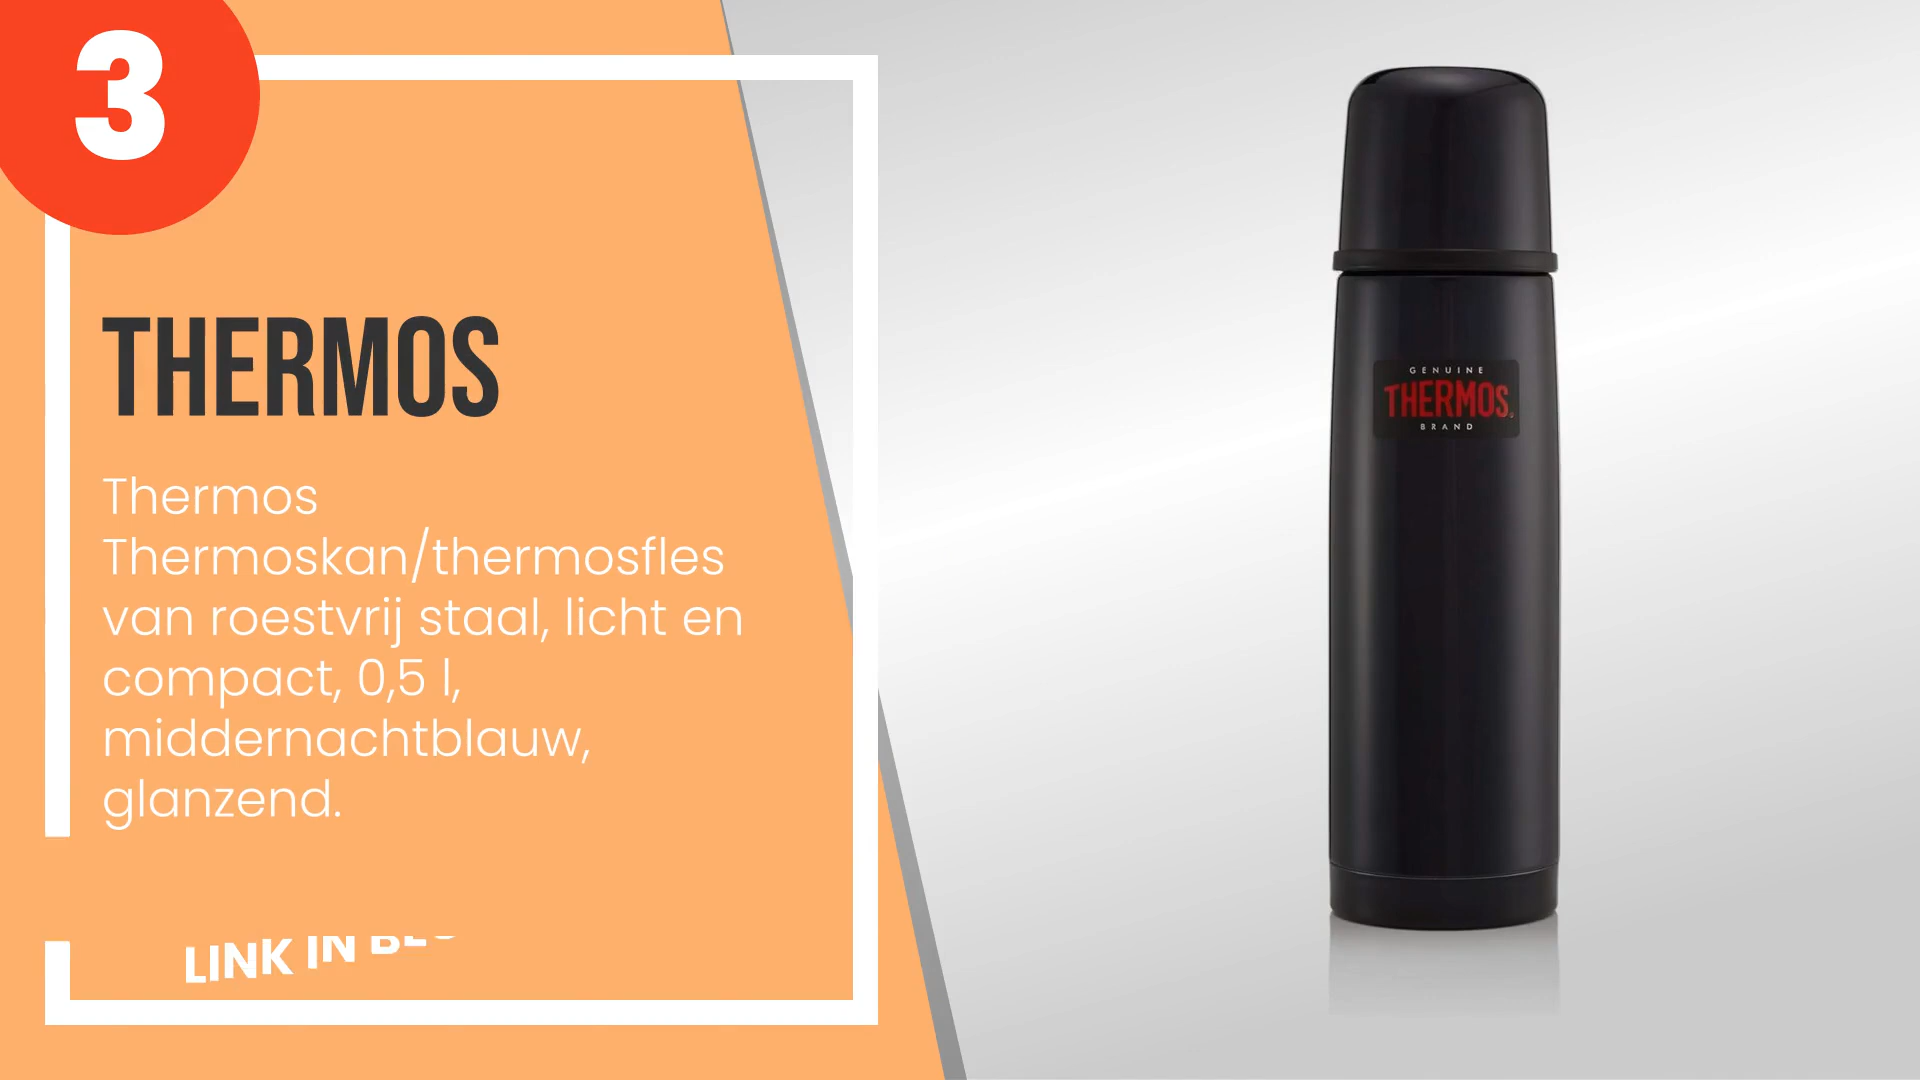 3
THERMOS
Thermos
Thermoskan/thermosfles
van roestvrij staal, licht en
compact, 0,5 l,
middernachtblauw,
glanzend.
LINK IN
GENUINE
THERMOS.
BRAND